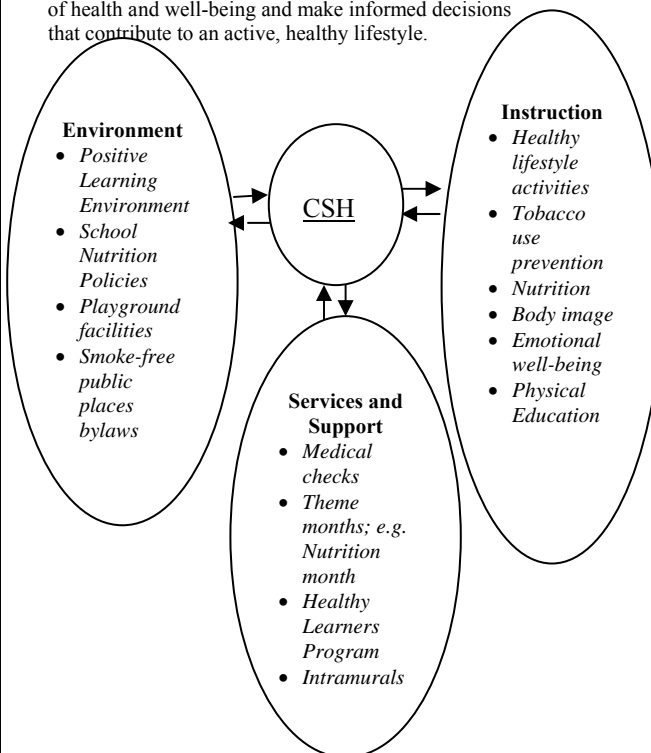 of health and well-being and make informed decisions
that contribute to an active, healthy lifestyle.
Environment
• Positive
Learning
Environment
• School
Nutrition
Policies
• Playground
facilities
• Smoke-free
public
places
bylaws
CSH
Instruction
• Healthy
lifestyle
activities
• Tobacco
use
prevention
• Nutrition
• Body image
• Emotional
well-being
• Physical
Education
Services and
Support
• Medical
checks
• Theme
months; e.g.
Nutrition
month
• Healthy
Learners
Program
• Intramurals